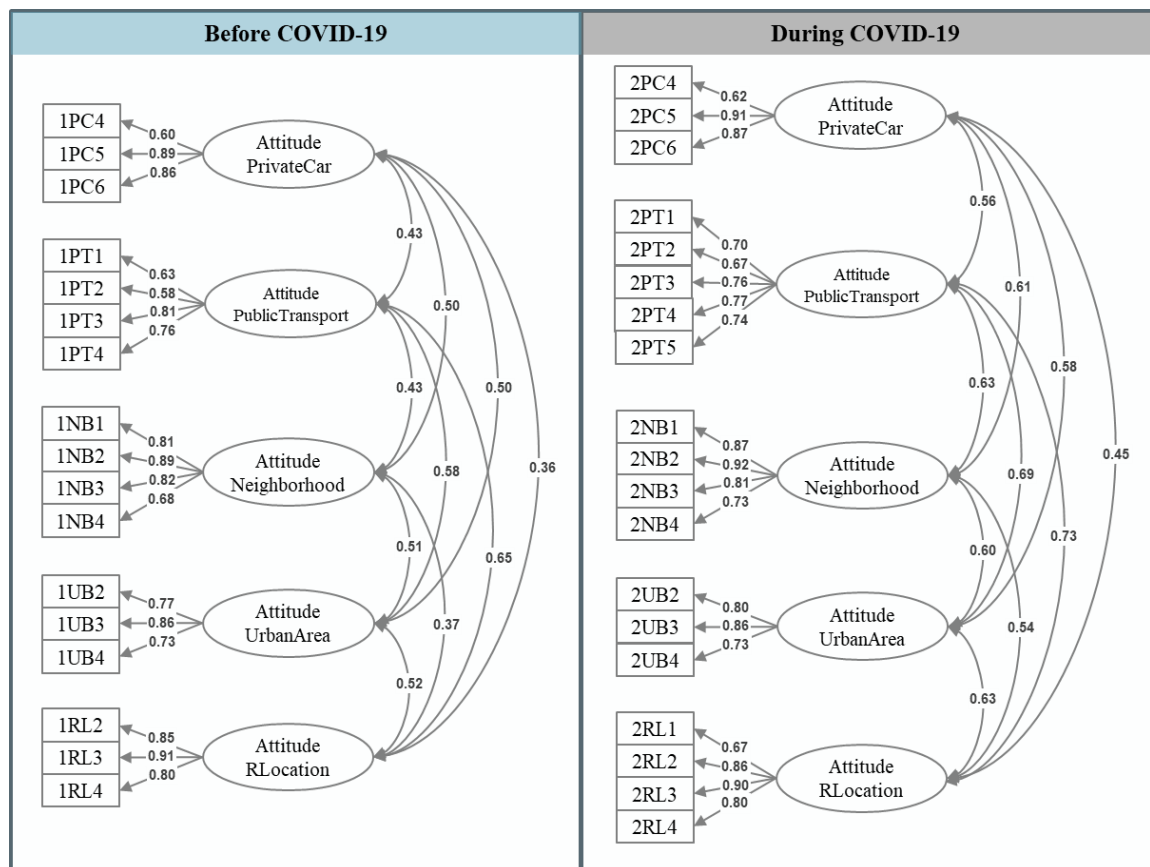 Before COVID-19
1PC4
1PC5
1PC6
0.60
0.89
0.86
Attitude
PrivateCar
1PT1
1PT2
1PT3
1PT4
0.63
0.58
0.81
0.76
Attitude
PublicTransport
1NB1
1NB2
1NB3
1NB4
0.81
0.89
0.82
0.68
Attitude
Neighborhood
1UB2
1UB3
1UB4
0.77
0.86
0.73
Attitude
UrbanArea
1RL2
1RL3
1RL4
0.85
0.91
0.80
Attitude
RLocation
0.43
0.50
0.43
0.50
0.58
0.36
0.51
0.65
0.37
0.52
During COVID-19
2PC4
2PC5
2PC6
0.62
0.91
0.87
Attitude
PrivateCar
2PT1
2PT2
2PT3
2PT4
2PT5
0.70
0.67
0.76
0.77
0.74
Attitude
PublicTransport
2NB1
2NB2
2NB3
2NB4
0.87
0.92
0.81
0.73
Attitude
Neighborhood
2UB2
2UB3
2UB4
0.80
0.86
0.73
Attitude
UrbanArea
2RL1
2RL2
2RL3
2RL4
0.67
0.86
0.90
0.80
Attitude
RLocation
0.56
0.61
0.58
0.63
0.45
0.69
0.73
0.60
0.54
0.63